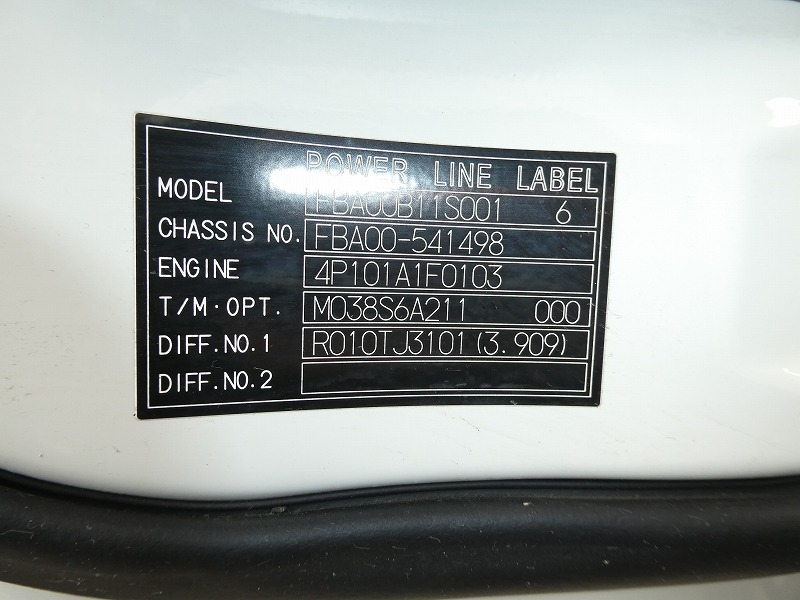 POWER LINE LABEL
MODEL FBA00B11S001 6
CHASSIS NO. FBA00-541498
ENGINE 4P101A1F0103
T/M·OPT. M038S6A211 000
DIFF.NO.1 R010TJ3101(3.909)
DIFF.NO.2